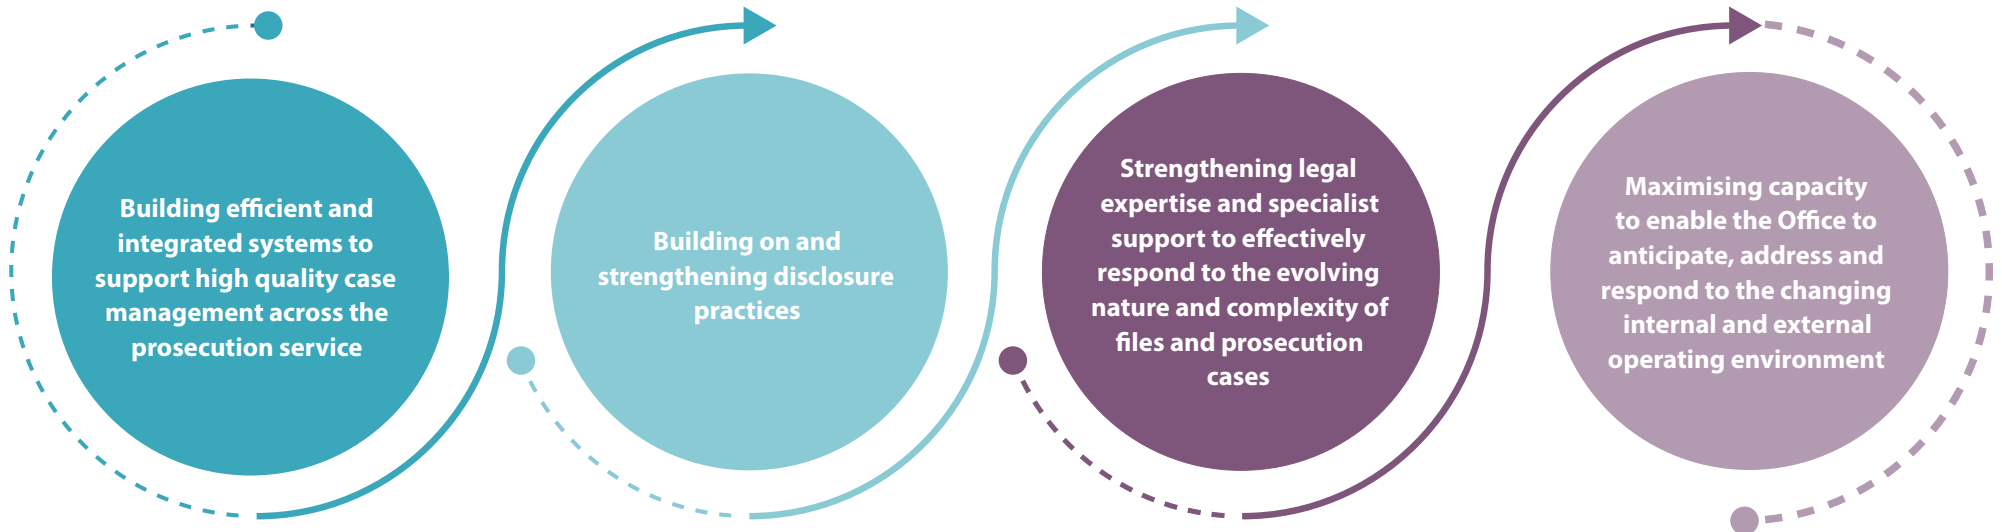 Building efficient and
integrated systems to
support high quality case
management across the
prosecution service
Building on and
strengthening disclosure
practices
Strengthening legal
expertise and specialist
support to effectively
respond to the evolving
nature and complexity of
files and prosecution
cases
Maximising capacity
to enable the Office to
anticipate, address and
respond to the changing
internal and external
operating environment